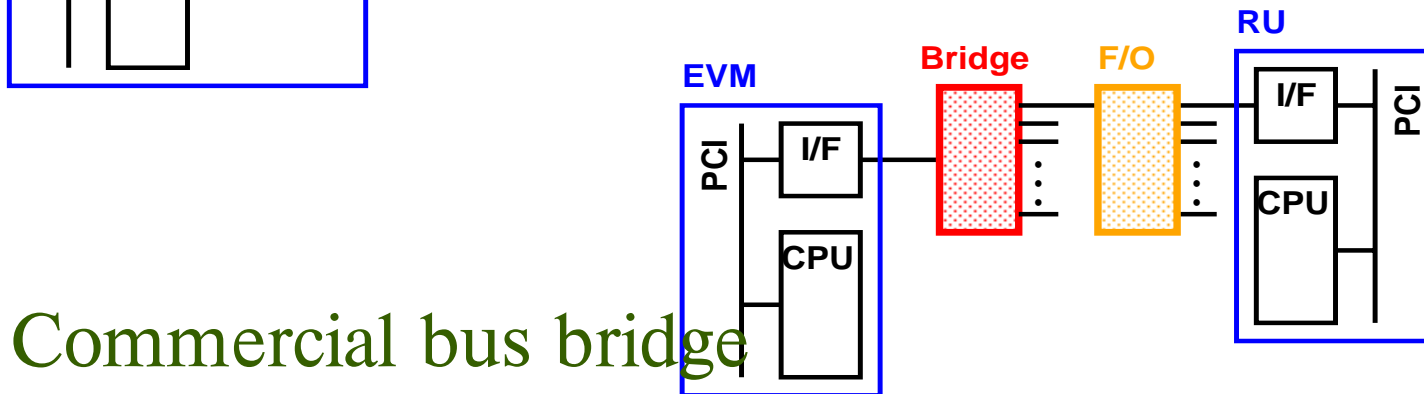 RU
Bridge
F/O
EVM
I/F
PCI
I/F
PCI
CPU
CPU
Commercial bus bridge